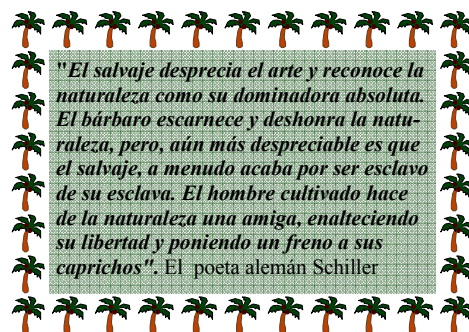 "El salvaje desprecia el arte y reconoce la
naturaleza como su dominadora absoluta.
El bárbaro escarnece y deshonra la natu-
raleza, pero, aún más despreciable es que
el salvaje, a menudo acaba por ser esclavo
de su esclava. El hombre cultivado hace
de la naturaleza una amiga, enalteciendo
su libertad y poniendo un freno a sus
caprichos". El poeta alemán Schiller